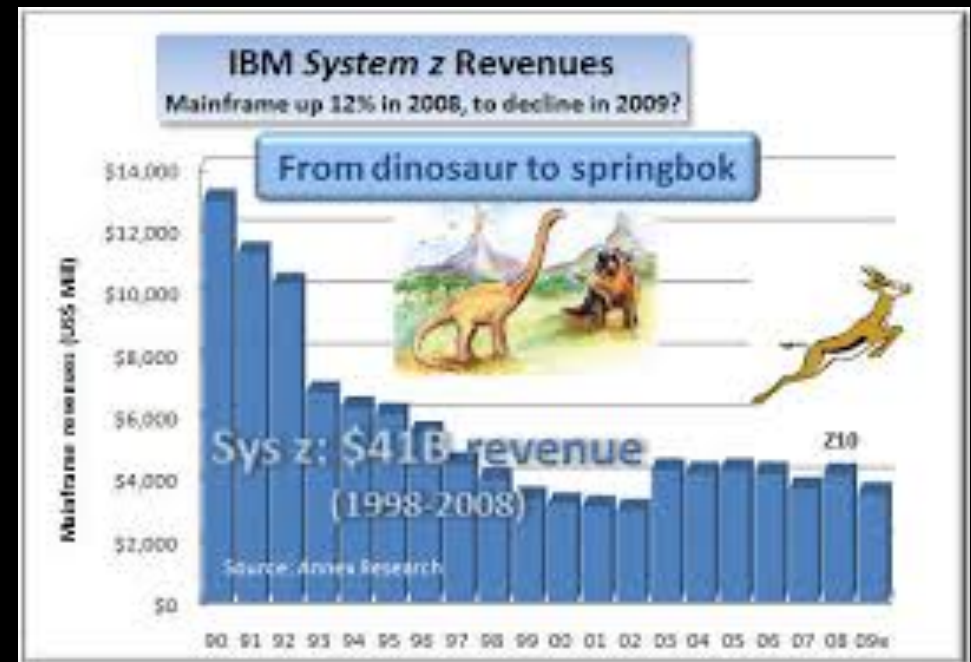 IBM System z Revenues
Mainframe up 12% in 2008, to decline in 2009?
From dinosaur to springbok
$14,000
$12,000
$10,000
$8,000
$6,000
$4,000
$2,000
$0
Mainframe revenues (US$ Mill)
Z10
Sys z: $41B revenue
(1998-2008)
Source: Annex Research
90 91 92 93 94 95 96 97 98 99 00 01 02 03 04 05 06 07 08 09e